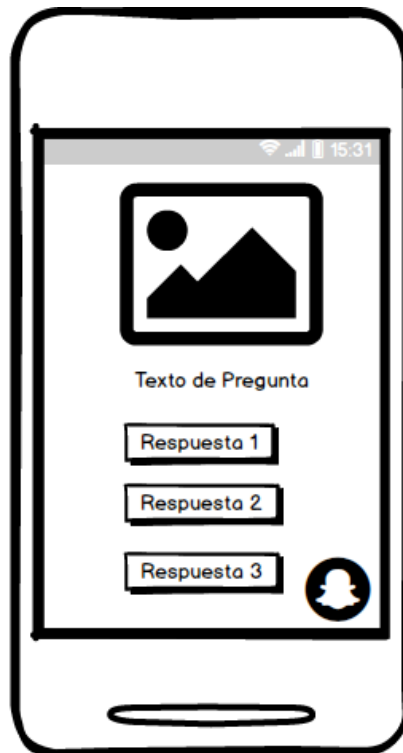 15:31
Texto de Pregunta
Respuesta 1
Respuesta 2
Respuesta 3